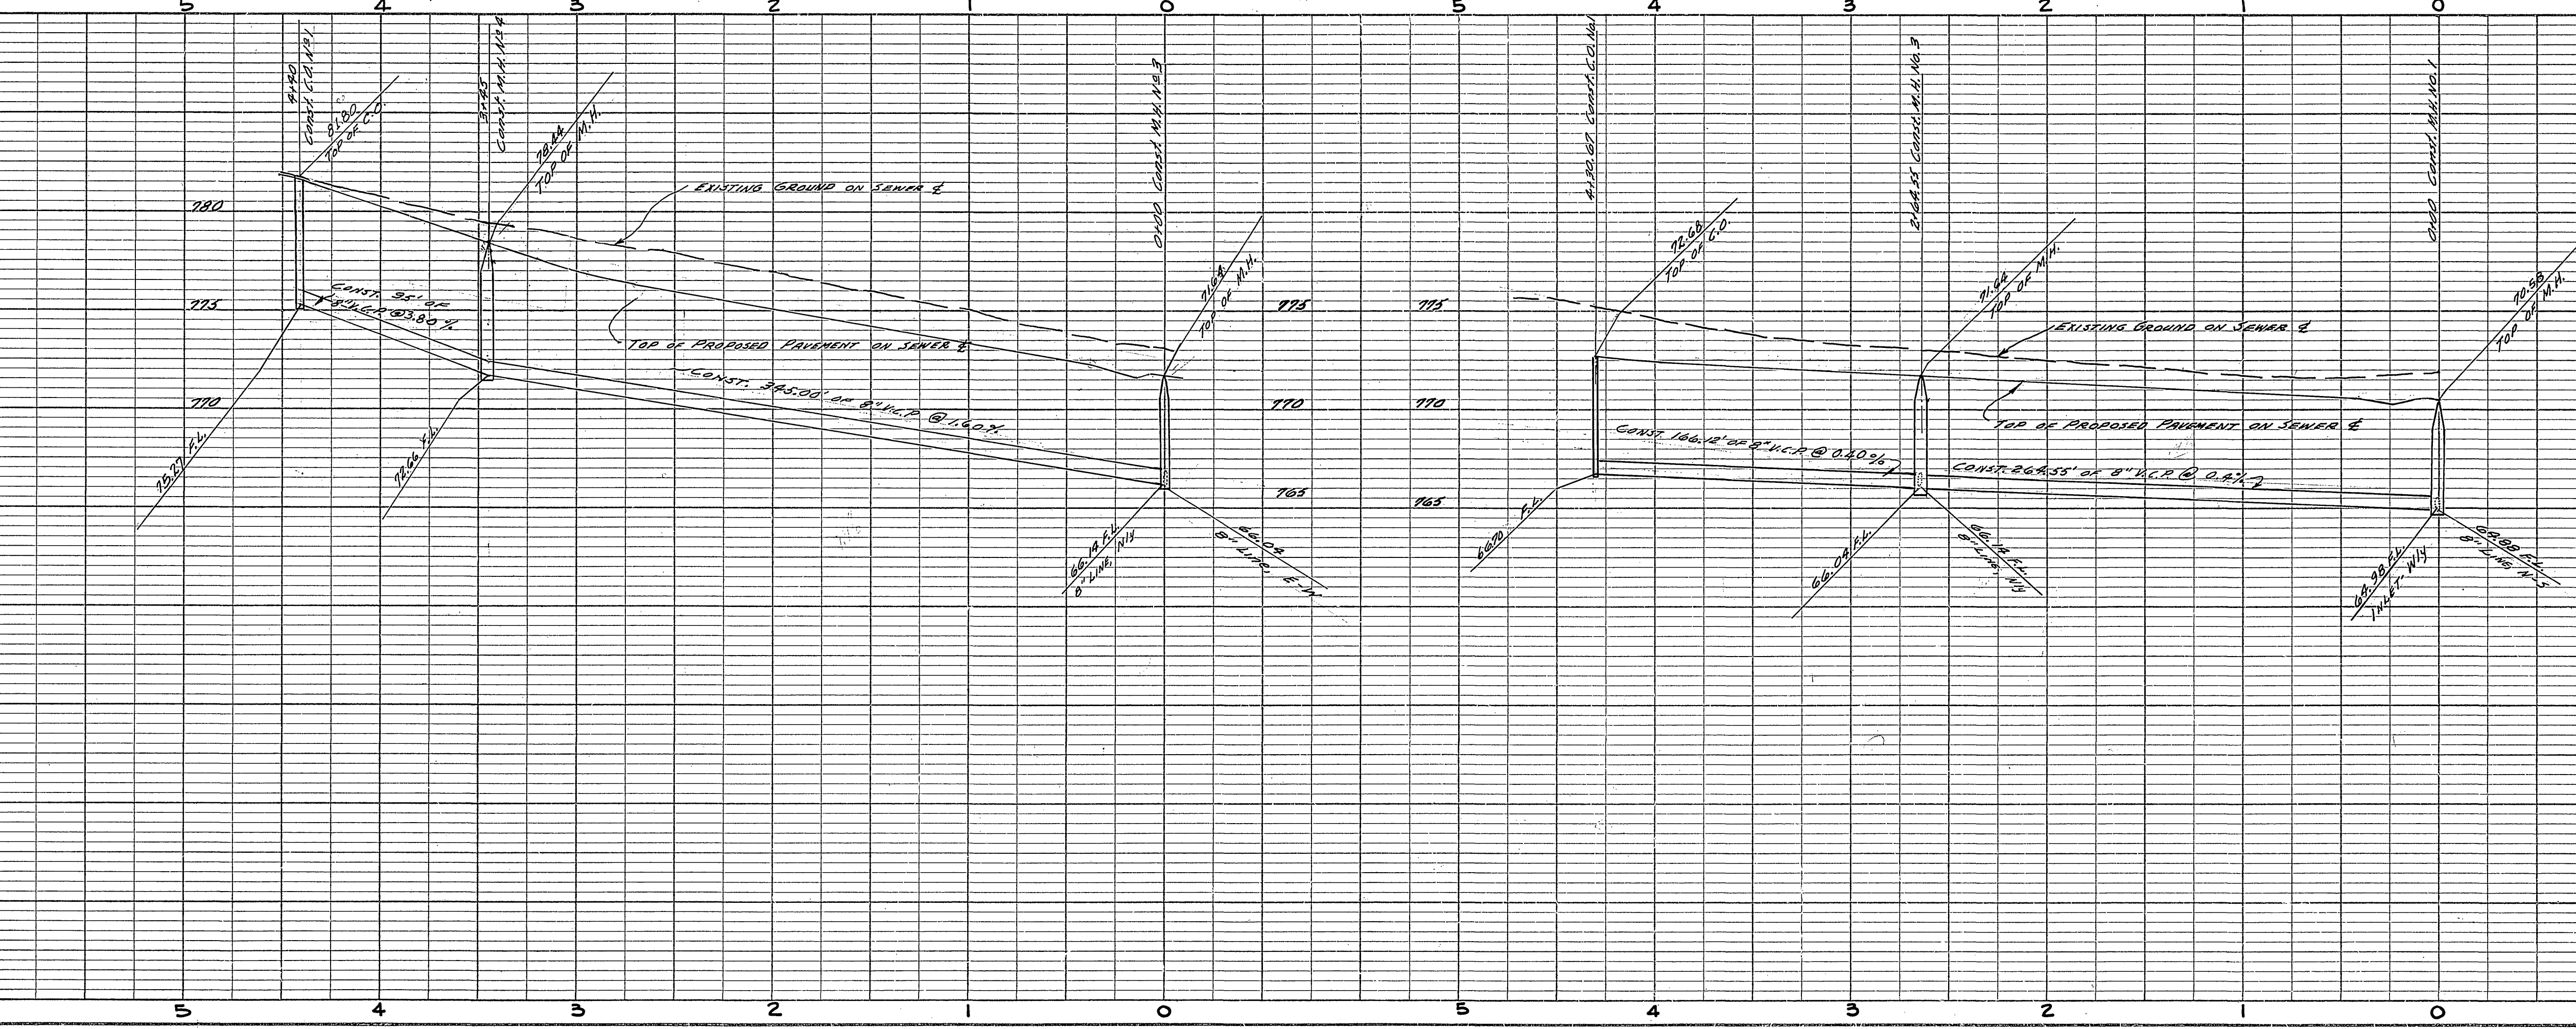 5 4 3 2 1 0 5 4 3 2 1 0
4+40
Const. C.O. Nº 1
81.80
TOP OF C.O.
3+45
Const. M.H. Nº 4
78.44
TOP OF M.H.
EXISTING GROUND ON SEWER ℄
780
775
770
CONST. 95' OF
8" V.C.P. @ 3.80 %
TOP OF PROPOSED PAVEMENT ON SEWER ℄
CONST. 345.00' OF 8" V.C.P. @ 1.60%
75.27 F.L.
72.66 F.L.
0+00 Const. M.H. Nº 3
71.64
TOP OF M.H.
775
770
765
66.14 F.L.
8" LINE, N'ly
66.04
8" LINE, E-W
775
770
765
4+30.67 Const. C.O. No. 1
72.68
TOP OF C.O.
2+64.55 Const. M.H. No. 3
71.64
TOP OF M.H.
EXISTING GROUND ON SEWER ℄
TOP OF PROPOSED PAVEMENT ON SEWER ℄
CONST. 166.12' OF 8" V.C.P. @ 0.40%
CONST. 264.55' OF 8" V.C.P. @ 0.4%
66.70 F.L.
66.04 F.L.
66.14 F.L.
8" LINE, N'ly
0+00 Const. M.H. No. 1
70.58
TOP OF M.H.
64.98 F.L.
INLET - W'ly
64.88 F.L.
8" LINE, N-S
5 4 3 2 1 0 5 4 3 2 1 0